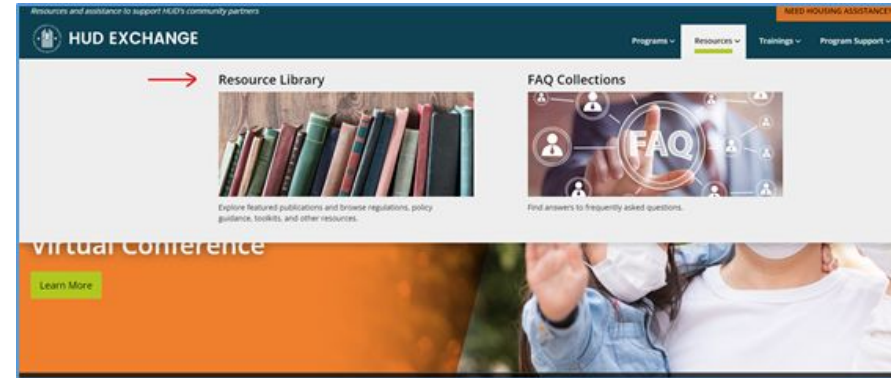 Resources and assistance to support HUD's community partners
NEED HOUSING ASSISTANCE?
HUD EXCHANGE
Programs
Resources
Trainings
Program Support
Resource Library
FAQ Collections
FAQ
Explore featured publications and browse regulations, policy
guidance, toolkits, and other resources.
Find answers to frequently asked questions.
Virtual Conference
Learn More